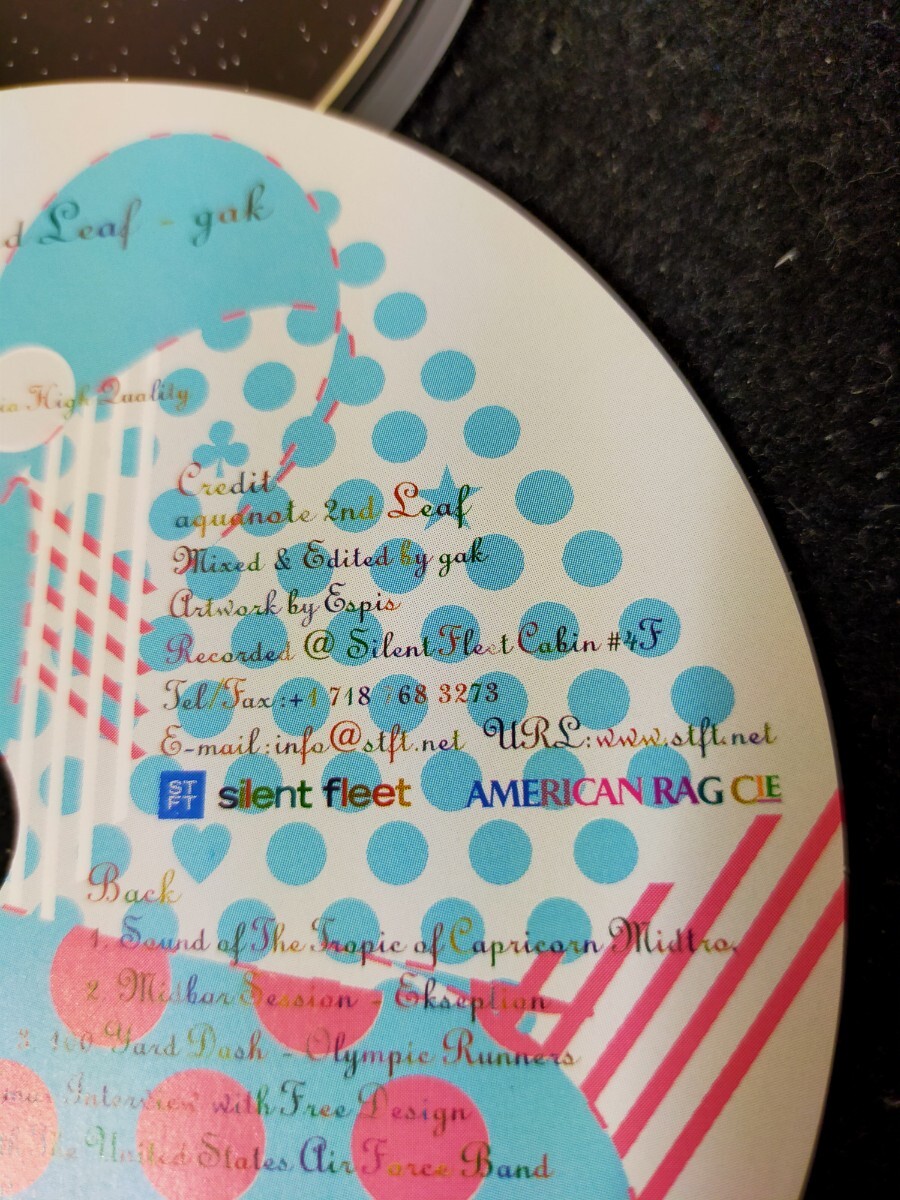 d Leaf - gak
High Quality
Credit
aquanote 2nd Leaf
Mixed & Edited by gak
Artwork by Espis
Recorded @ Silent Fleet Cabin #4F
Tel/Fax:+1 718 68 3273
E-mail:info@stft.net URL:www.stft.net
ST
FT
silent fleet AMERICAN RAG CIE
Back
1. Sound of The Tropic of Capricorn Midtro.
2. Midbar Session - Ekseption
3. 100 Yard Dash - Olympic Runners
Interview with Free Design
The United States Air Force Band